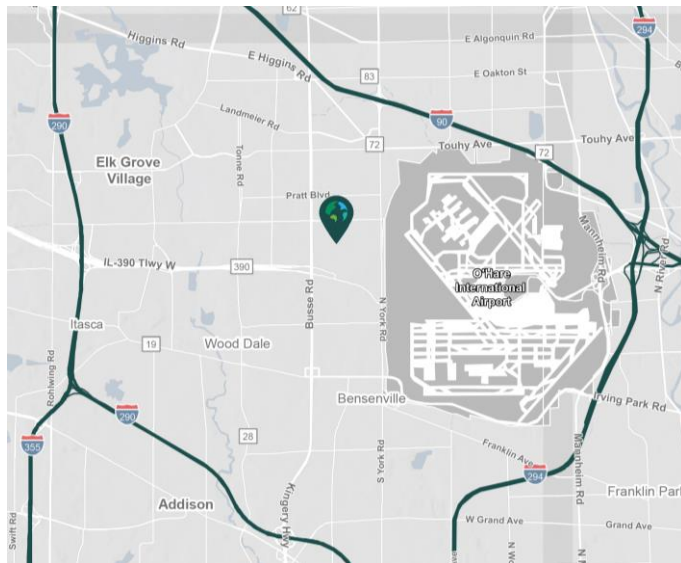 62
294
Higgins Rd
E Algonquin Rd
E Higgins Rd
E Oakton St
83
Landmeier Rd
90
290
72
Touhy Ave
Touhy Ave
72
Elk Grove
Village
Tonne Rd
Pratt Blvd
Mannheim Rd
N River Rd
IL-390 Tlwy W
390
O'Hare
International
Airport
Busse Rd
N York Rd
Itasca
19
Wood Dale
Rohlwing Rd
Bensenville
Irving Park Rd
290
28
355
Franklin Ave
Mannheim Rd
294
S York Rd
Kingery Hwy
Addison
Franklin Park
Swift Rd
W Grand Ave
Grand Ave